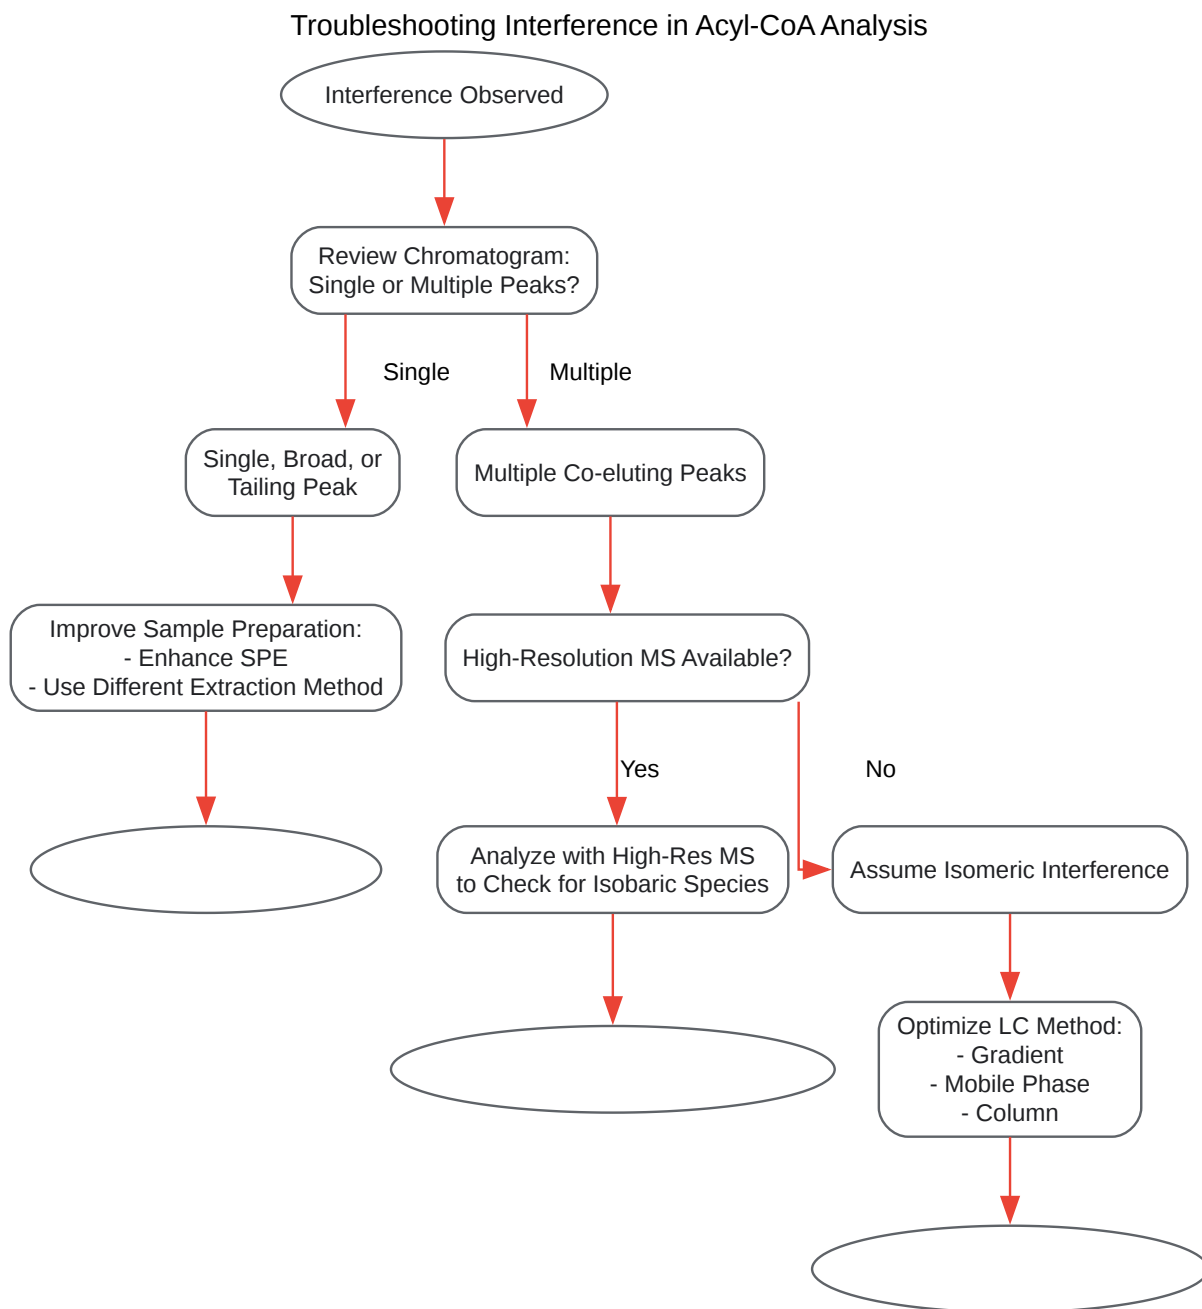 Troubleshooting Interference in Acyl-CoA Analysis
Interference Observed
Review Chromatogram:
Single or Multiple Peaks?
Single
Multiple
Single, Broad, or
Tailing Peak
Multiple Co-eluting Peaks
Improve Sample Preparation:
- Enhance SPE
- Use Different Extraction Method
High-Resolution MS Available?
Yes
No
Analyze with High-Res MS
to Check for Isobaric Species
Assume Isomeric Interference
Optimize LC Method:
- Gradient
- Mobile Phase
- Column